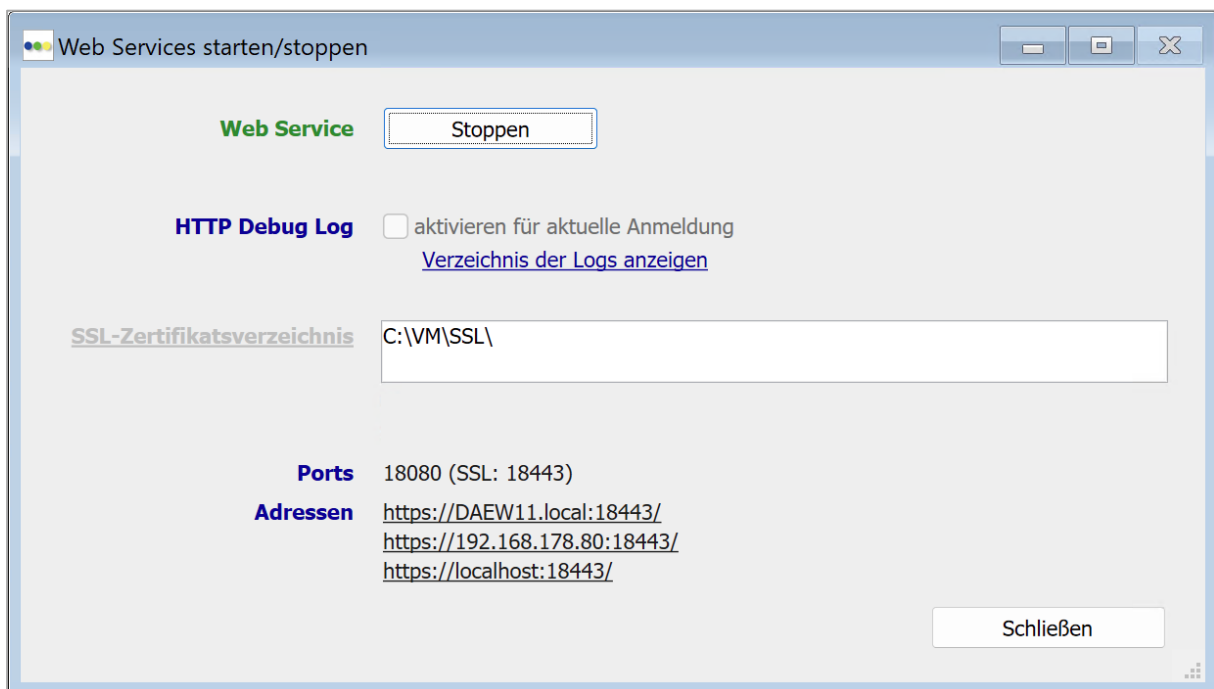 Web Services starten/stoppen
Web Service Stoppen
HTTP Debug Log aktivieren für aktuelle Anmeldung
Verzeichnis der Logs anzeigen
SSL-Zertifikatsverzeichnis C:\VM\SSL\
Ports 18080 (SSL: 18443)
Adressen https://DAEW11.local:18443/
https://192.168.178.80:18443/
https://localhost:18443/
Schließen